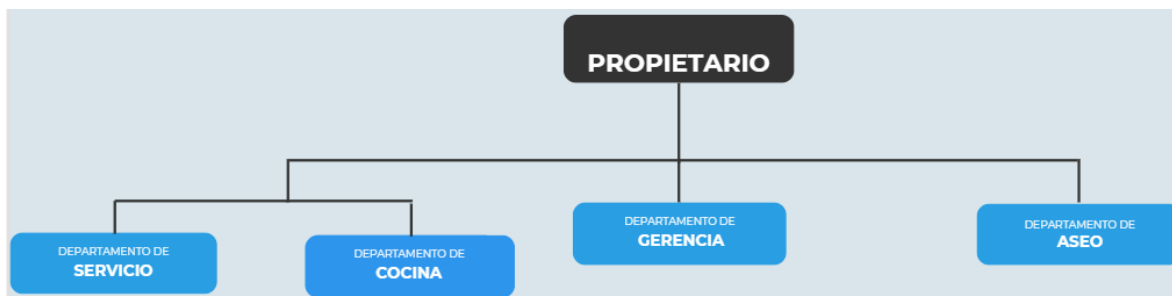 PROPIETARIO
DEPARTAMENTO DE
SERVICIO
DEPARTAMENTO DE
COCINA
DEPARTAMENTO DE
GERENCIA
DEPARTAMENTO DE
ASEO